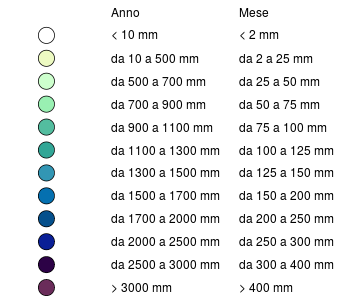 Anno Mese
< 10 mm < 2 mm
da 10 a 500 mm da 2 a 25 mm
da 500 a 700 mm da 25 a 50 mm
da 700 a 900 mm da 50 a 75 mm
da 900 a 1100 mm da 75 a 100 mm
da 1100 a 1300 mm da 100 a 125 mm
da 1300 a 1500 mm da 125 a 150 mm
da 1500 a 1700 mm da 150 a 200 mm
da 1700 a 2000 mm da 200 a 250 mm
da 2000 a 2500 mm da 250 a 300 mm
da 2500 a 3000 mm da 300 a 400 mm
> 3000 mm > 400 mm